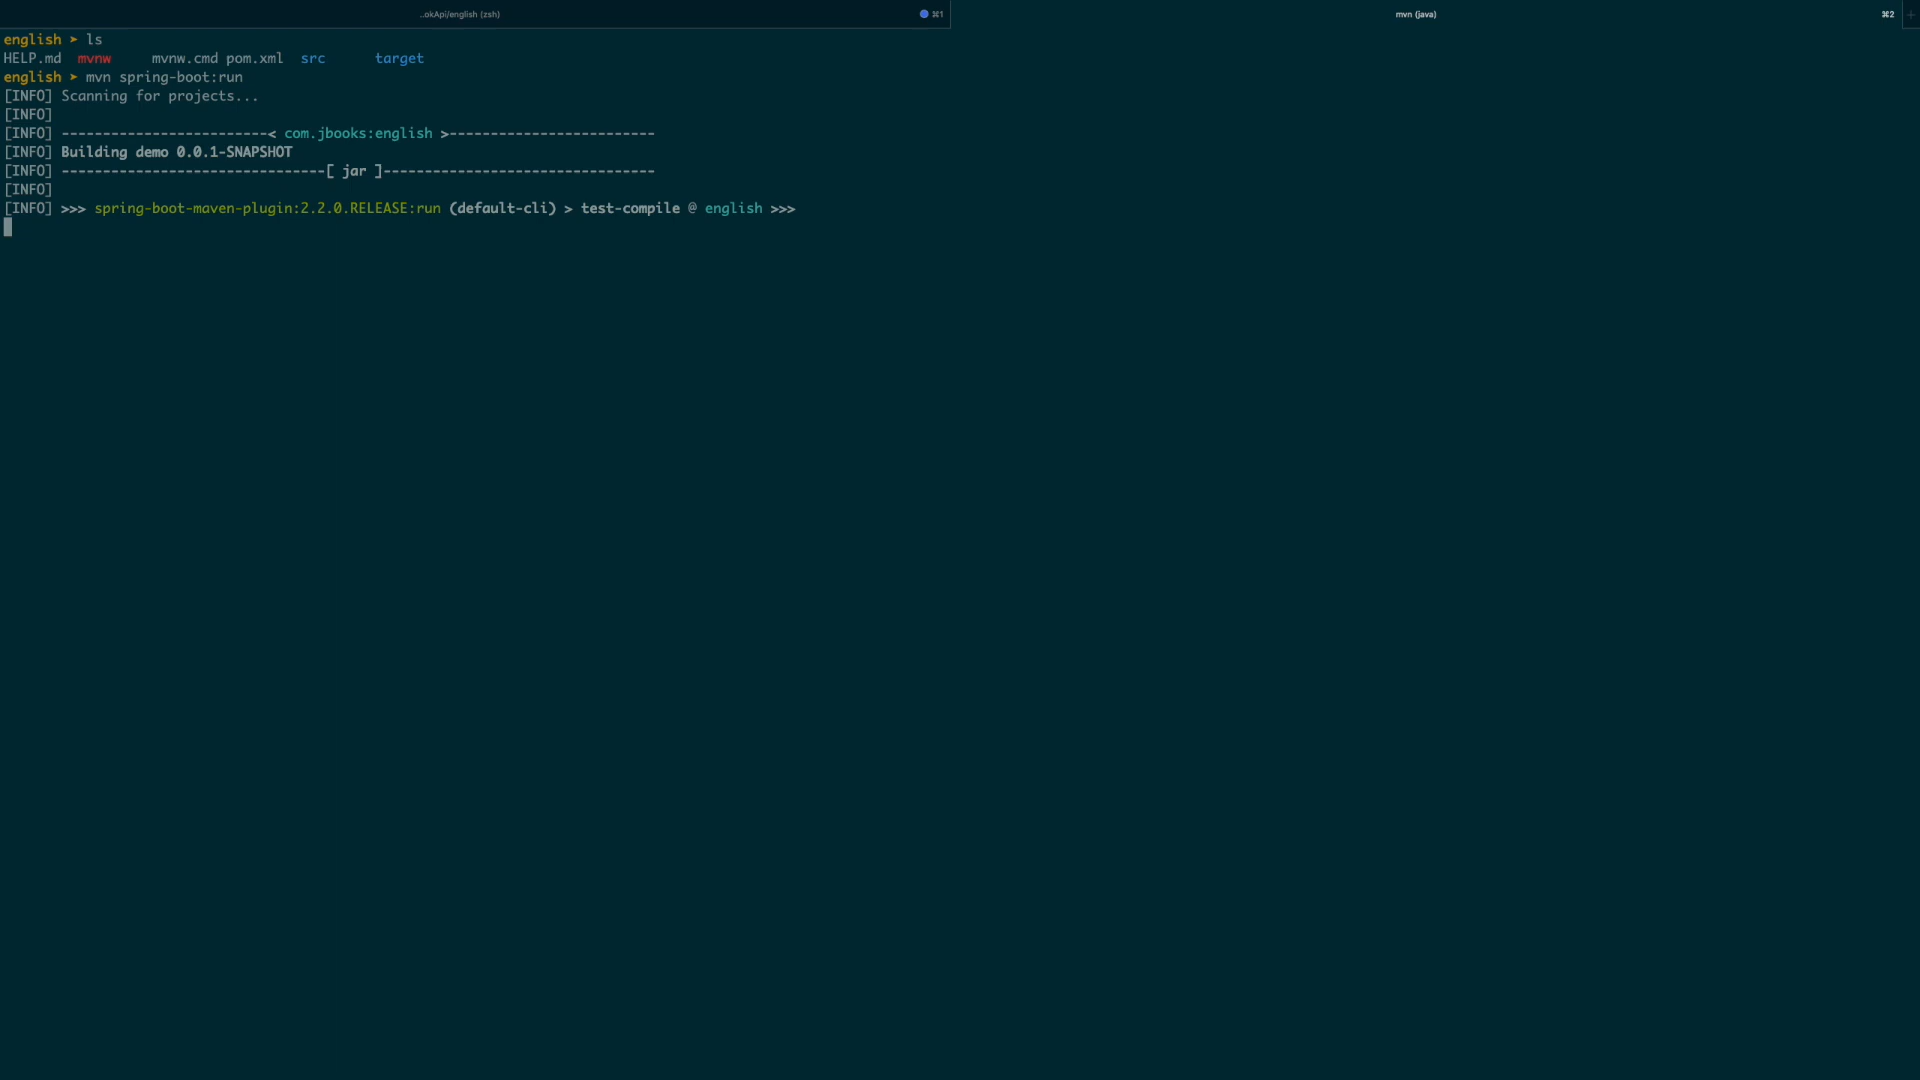 ..okApi/english (zsh) ⌘1 mvn (java) ⌘2 +
english ➤ ls
HELP.md mvnw mvnw.cmd pom.xml src target
english ➤ mvn spring-boot:run
[INFO] Scanning for projects...
[INFO]
[INFO] -------------------------< com.jbooks:english >-------------------------
[INFO] Building demo 0.0.1-SNAPSHOT
[INFO] --------------------------------[ jar ]---------------------------------
[INFO]
[INFO] >>> spring-boot-maven-plugin:2.2.0.RELEASE:run (default-cli) > test-compile @ english >>>